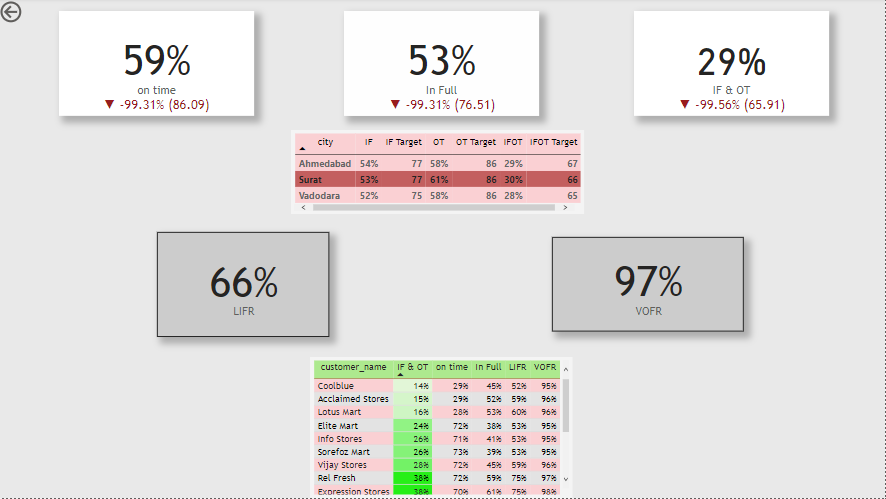 59% 53% 29%
on time In Full IF & OT
▼ -99.31% (86.09) ▼ -99.31% (76.51) ▼ -99.56% (65.91)
city IF IF Target OT OT Target IFOT IFOT Target
Ahmedabad 54% 77 58% 86 29% 67
Surat 53% 77 61% 86 30% 66
Vadodara 52% 75 58% 86 28% 65
66% 97%
LIFR VOFR
customer_name IF & OT on time In Full LIFR VOFR
Coolblue 14% 29% 45% 52% 95%
Acclaimed Stores 15% 29% 52% 59% 96%
Lotus Mart 16% 28% 53% 60% 96%
Elite Mart 24% 72% 38% 53% 95%
Info Stores 26% 71% 41% 53% 95%
Sorefoz Mart 26% 73% 39% 53% 95%
Vijay Stores 28% 72% 45% 59% 96%
Rel Fresh 38% 72% 59% 75% 97%
Expression Stores 38% 70% 61% 75% 98%